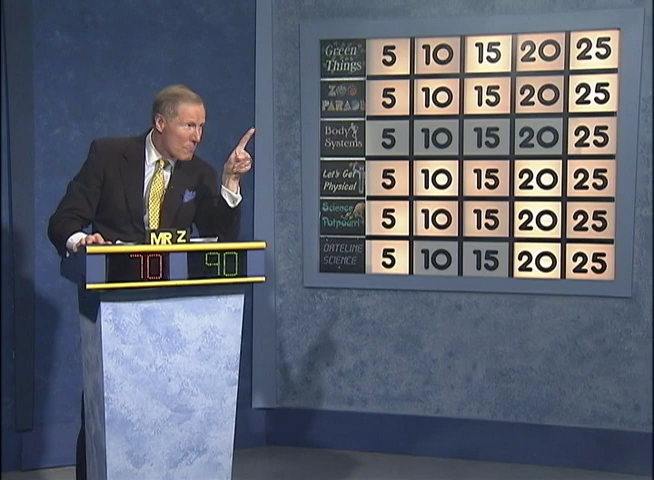 Green Things 5 10 15 20 25
ZOO PARADE 5 10 15 20 25
Body Systems 5 10 15 20 25
Let's Get Physical 5 10 15 20 25
Science Potpourri 5 10 15 20 25
DATELINE SCIENCE 5 10 15 20 25
MR Z
70 90